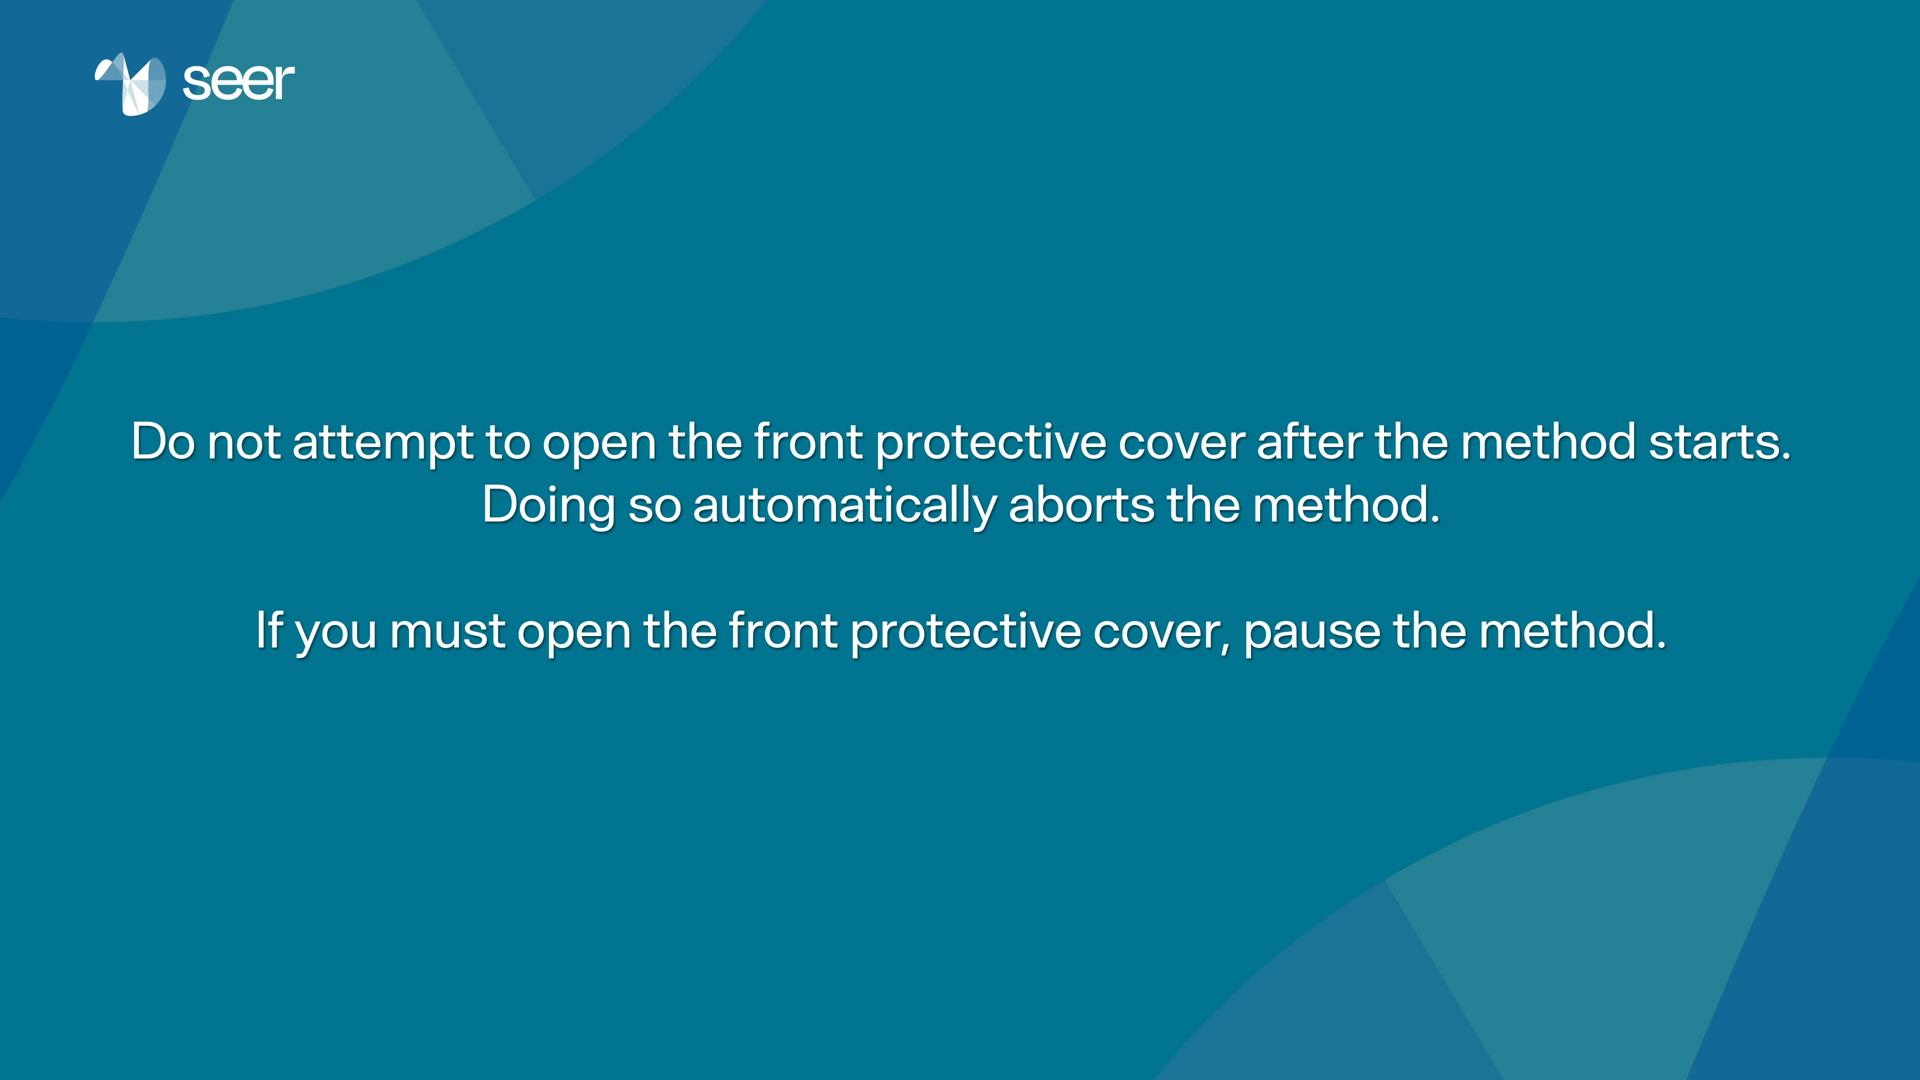 seer
Do not attempt to open the front protective cover after the method starts.
Doing so automatically aborts the method.
If you must open the front protective cover, pause the method.